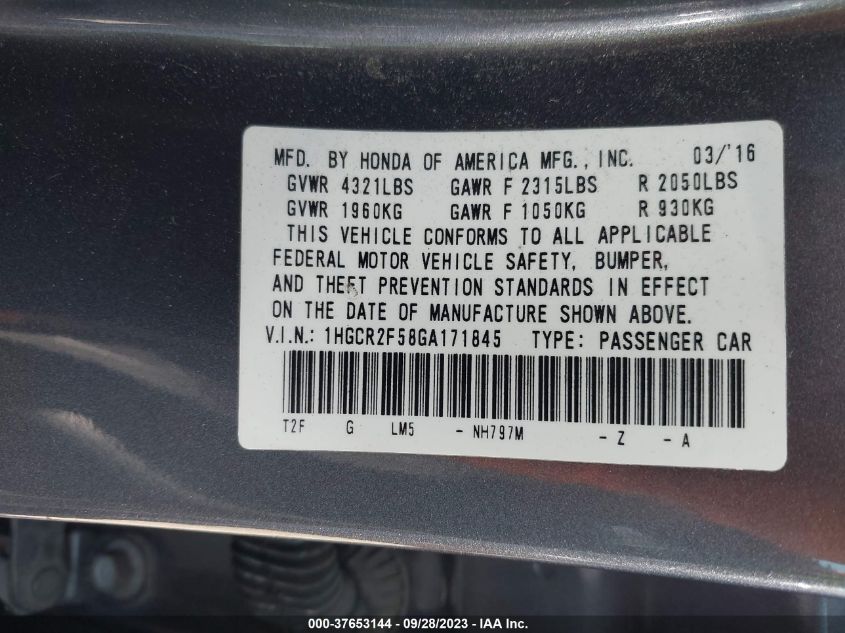 MFD. BY HONDA OF AMERICA MFG., INC. 03/'16
GVWR 4321LBS GAWR F 2315LBS R 2050LBS
GVWR 1960KG GAWR F 1050KG R 930KG
THIS VEHICLE CONFORMS TO ALL APPLICABLE
FEDERAL MOTOR VEHICLE SAFETY, BUMPER,
AND THEFT PREVENTION STANDARDS IN EFFECT
ON THE DATE OF MANUFACTURE SHOWN ABOVE.
V.I.N.: 1HGCR2F58GA171845 TYPE: PASSENGER CAR
T2F G LM5 - NH797M - Z - A
000-37653144 / 09/28/2023 / IAA Inc.